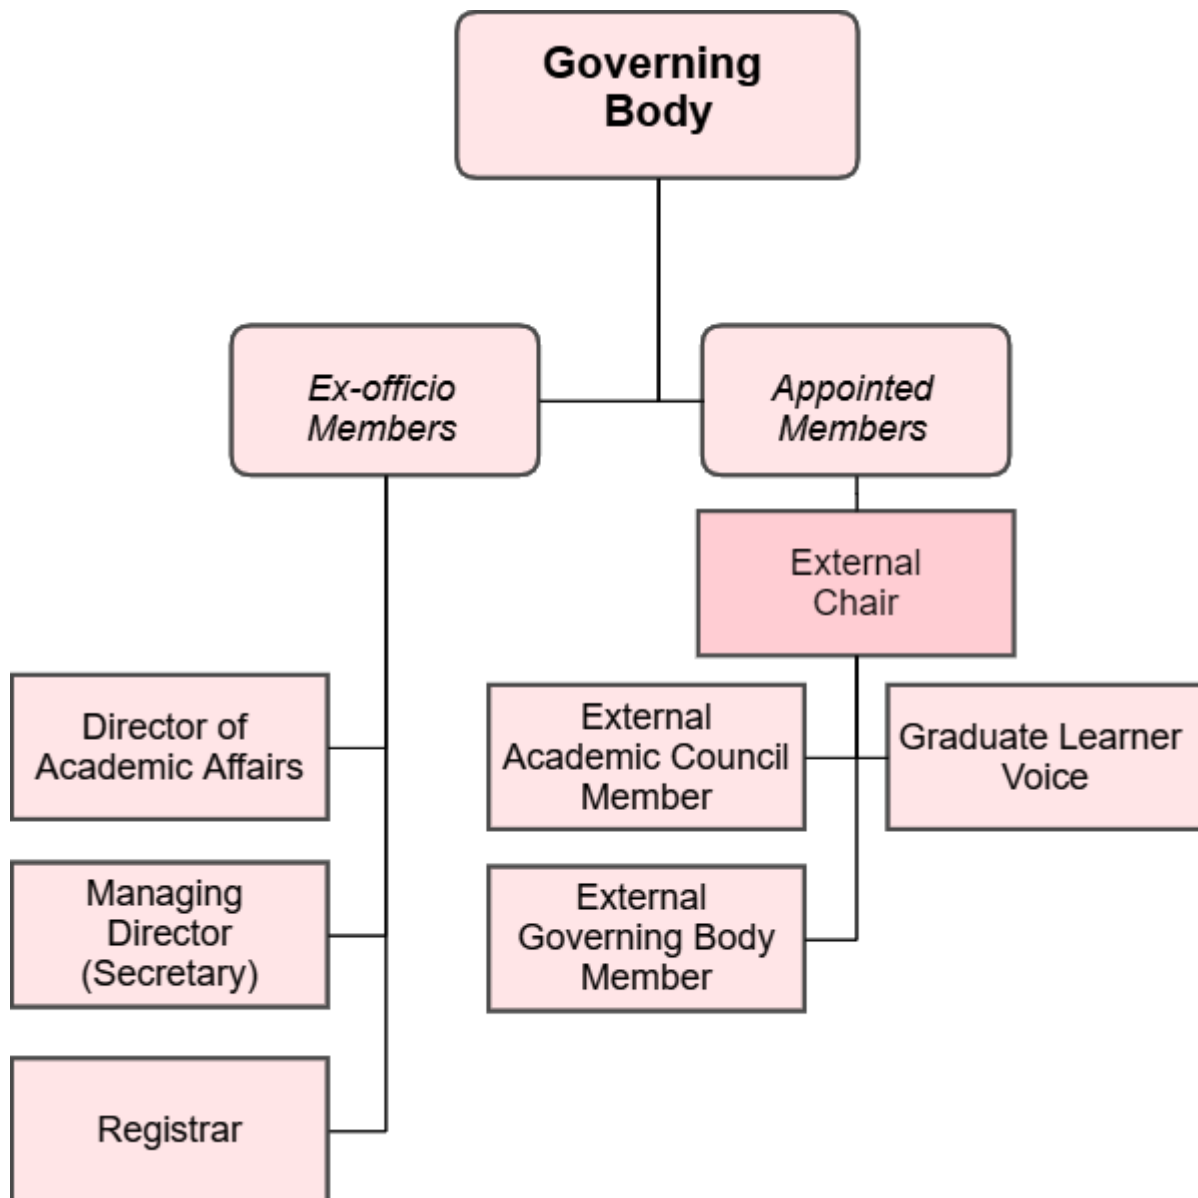 Governing
Body
Ex-officio
Members
Appointed
Members
External
Chair
Director of
Academic Affairs
External
Academic Council
Member
Graduate Learner
Voice
Managing
Director
(Secretary)
External
Governing Body
Member
Registrar